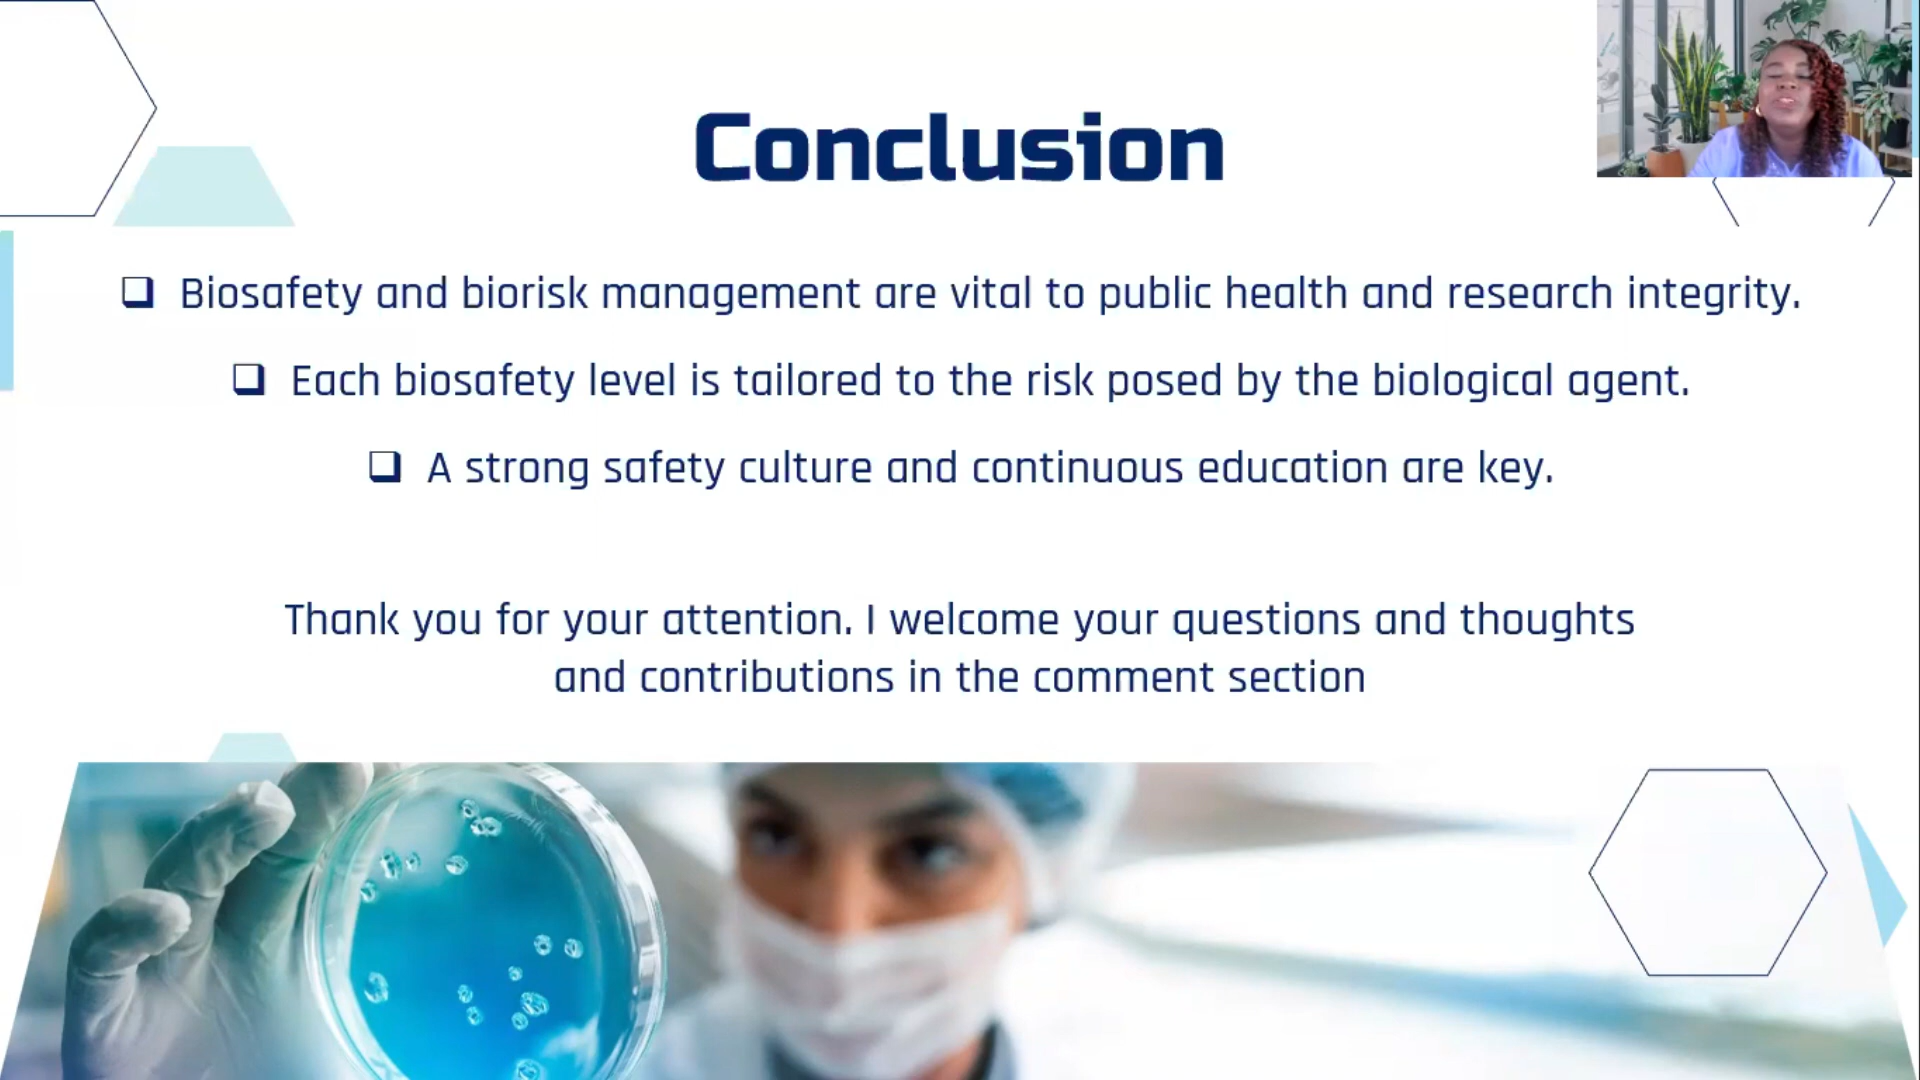 Conclusion
❑ Biosafety and biorisk management are vital to public health and research integrity.
❑ Each biosafety level is tailored to the risk posed by the biological agent.
❑ A strong safety culture and continuous education are key.
Thank you for your attention. I welcome your questions and thoughts
and contributions in the comment section